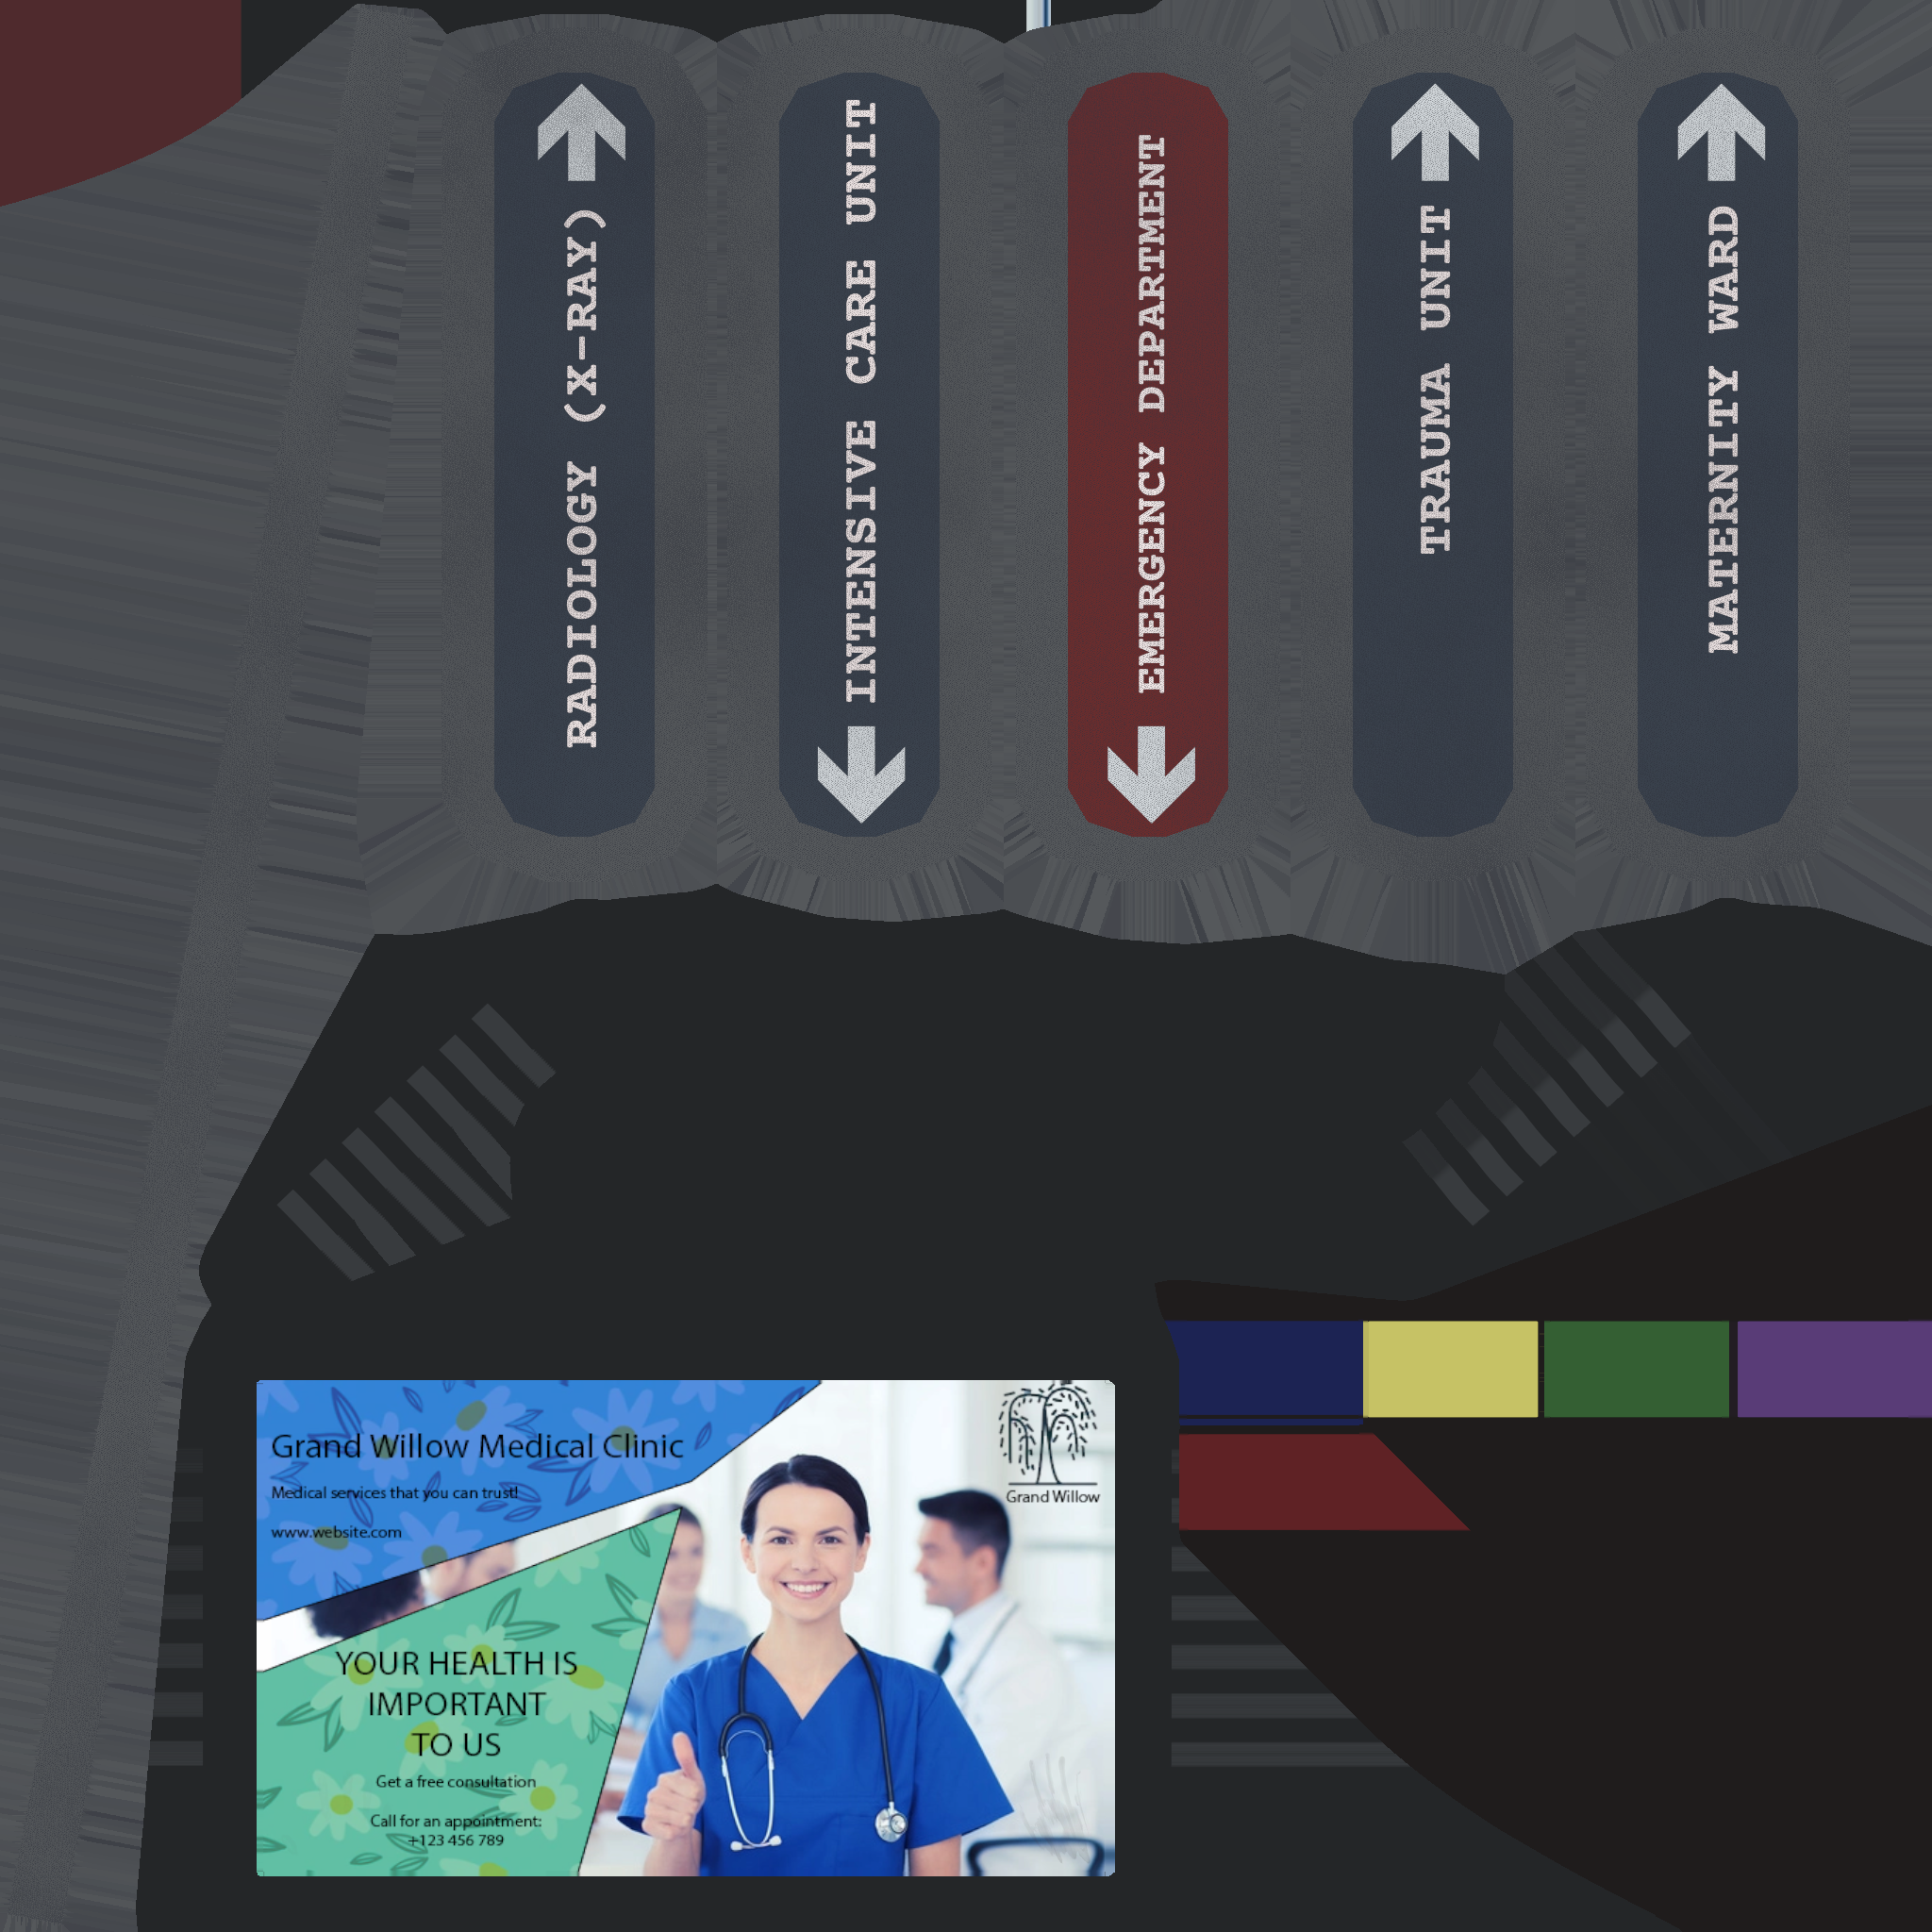 RADIOLOGY (X-RAY)
INTENSIVE CARE UNIT
EMERGENCY DEPARTMENT
TRAUMA UNIT
MATERNITY WARD
Grand Willow Medical Clinic
Medical services that you can trust!
www.website.com
Grand Willow
YOUR HEALTH IS
IMPORTANT
TO US
Get a free consultation
Call for an appointment:
+123 456 789